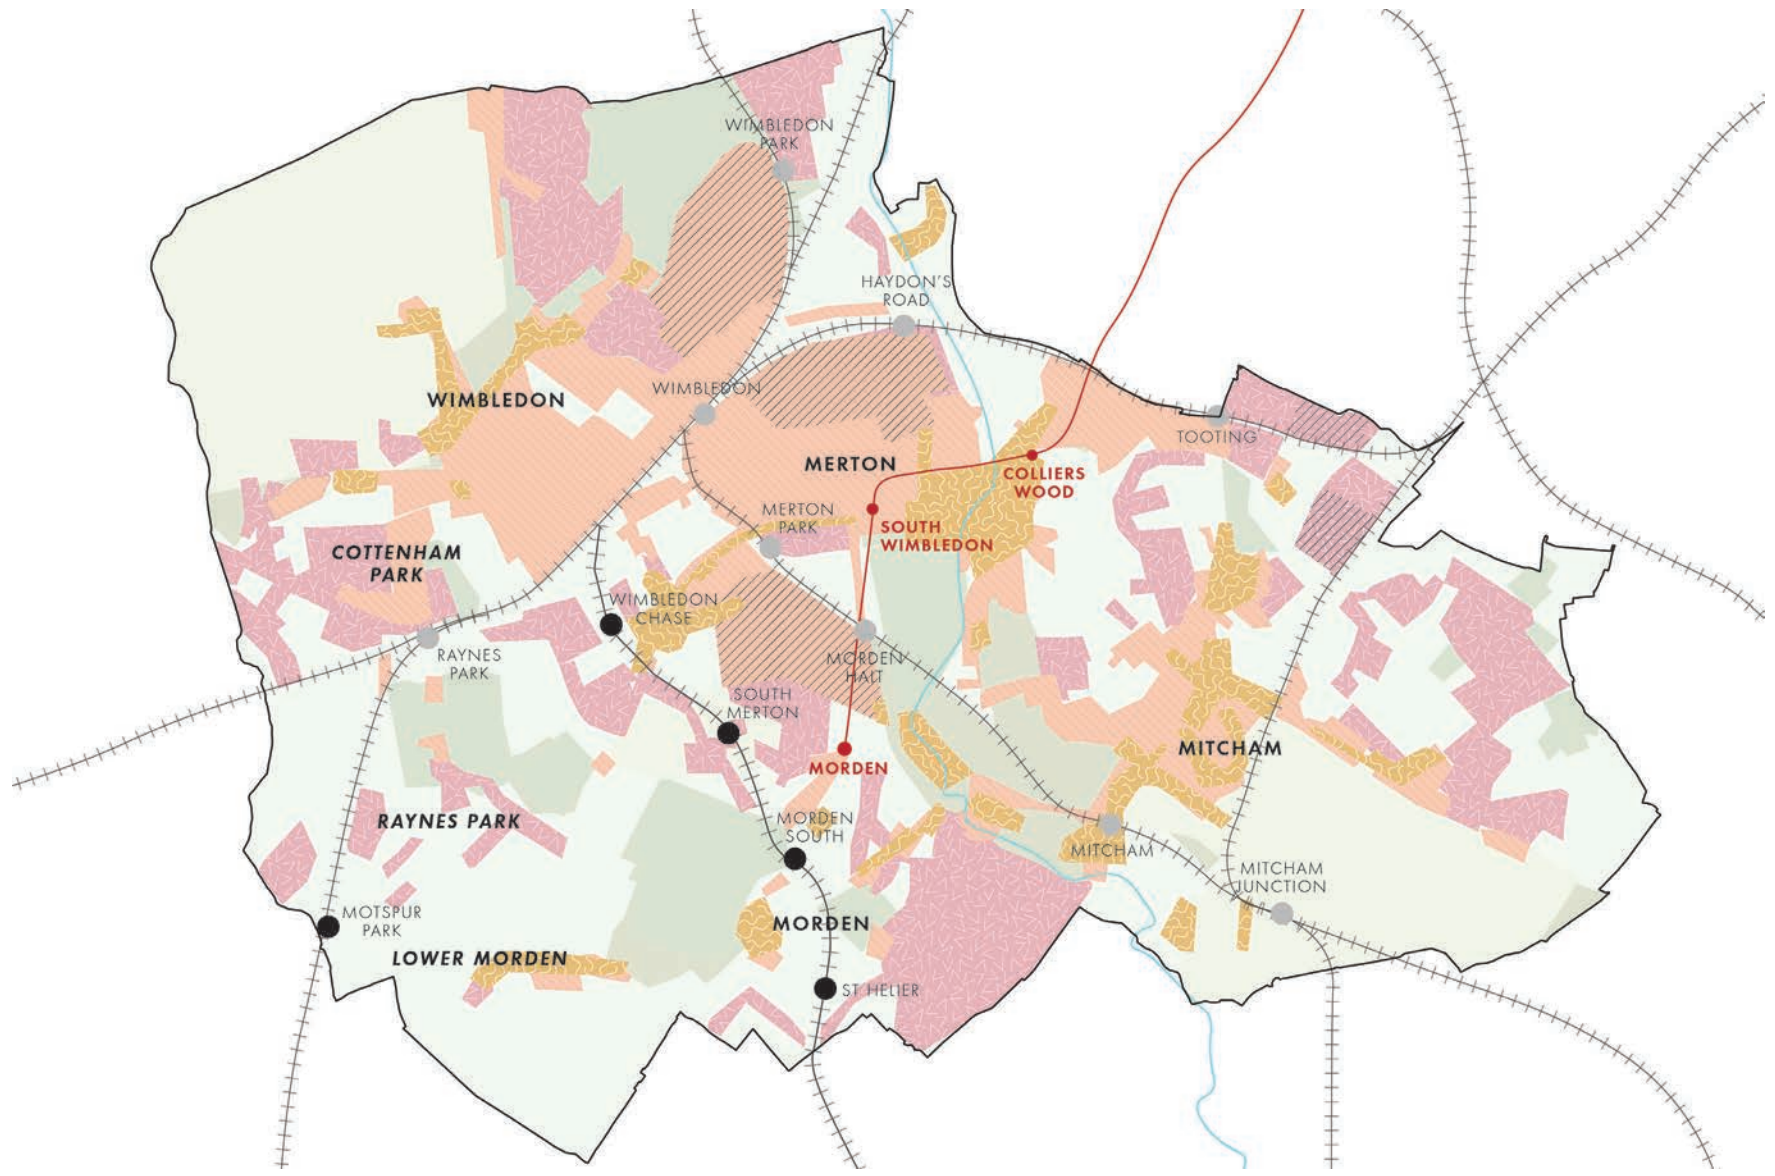 WIMBLEDON
PARK
HAYDON'S
ROAD
WIMBLEDON
WIMBLEDON
TOOTING
MERTON
COLLIERS
WOOD
MERTON
PARK
SOUTH
WIMBLEDON
COTTENHAM
PARK
WIMBLEDON
CHASE
RAYNES
PARK
MORDEN
HALT
SOUTH
MERTON
MITCHAM
MORDEN
RAYNES PARK
MORDEN
SOUTH
MITCHAM
MITCHAM
JUNCTION
MOTSPUR
PARK
MORDEN
LOWER MORDEN
ST HELIER